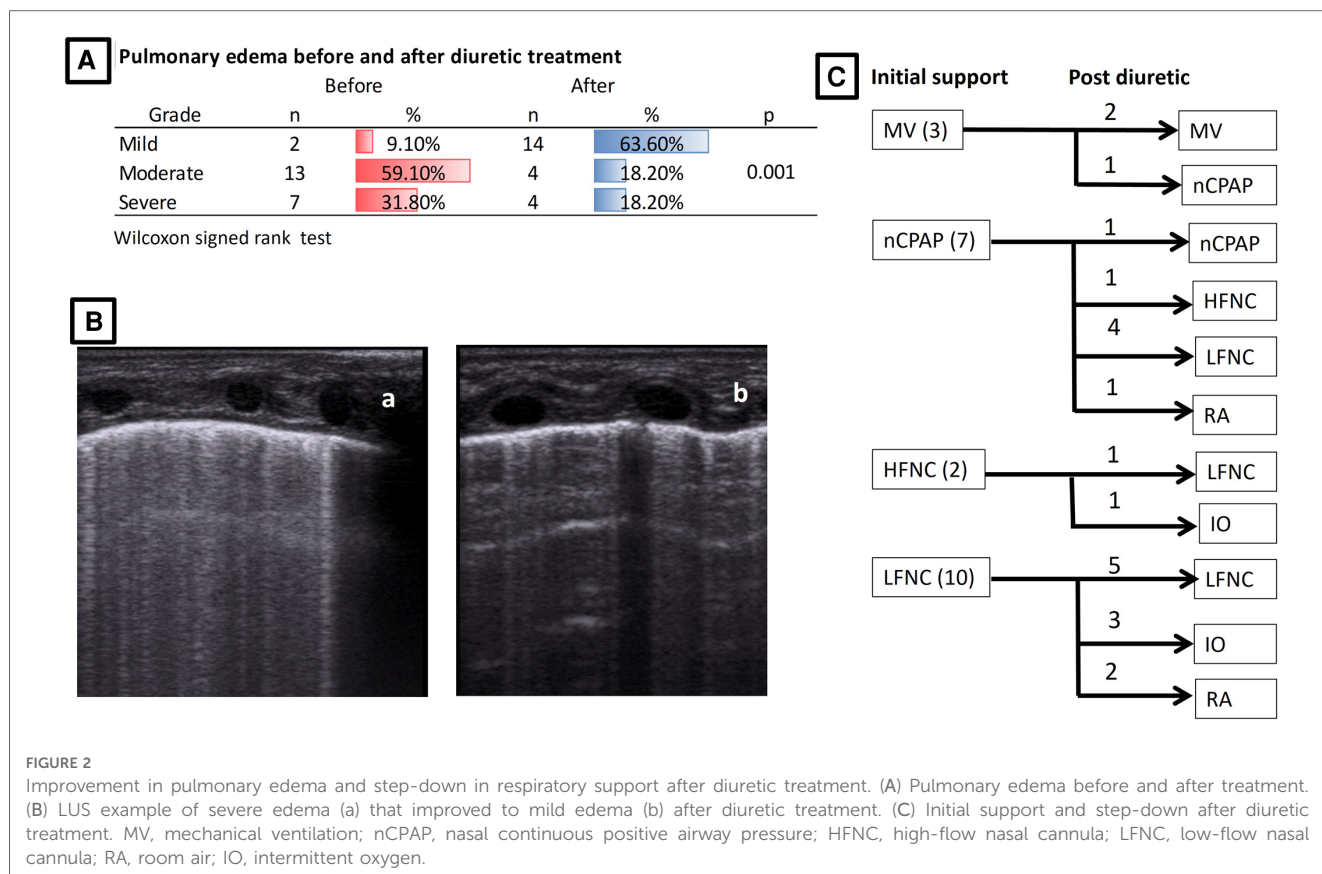 A
Pulmonary edema before and after diuretic treatment
Before After
Grade n % n % p
Mild 2 9.10% 14 63.60%
Moderate 13 59.10% 4 18.20% 0.001
Severe 7 31.80% 4 18.20%
Wilcoxon signed rank test
B
a
b
C
Initial support Post diuretic
MV (3)
2
MV
1
nCPAP
nCPAP (7)
1
nCPAP
1
HFNC
4
LFNC
1
RA
HFNC (2)
1
LFNC
1
IO
LFNC (10)
5
LFNC
3
IO
2
RA
FIGURE 2
Improvement in pulmonary edema and step-down in respiratory support after diuretic treatment. (A) Pulmonary edema before and after treatment.
(B) LUS example of severe edema (a) that improved to mild edema (b) after diuretic treatment. (C) Initial support and step-down after diuretic
treatment. MV, mechanical ventilation; nCPAP, nasal continuous positive airway pressure; HFNC, high-flow nasal cannula; LFNC, low-flow nasal
cannula; RA, room air; IO, intermittent oxygen.